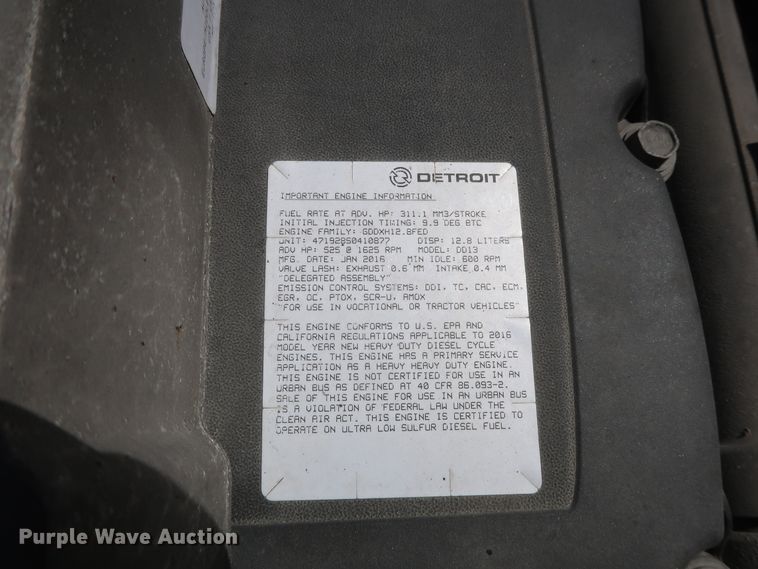 DETROIT
IMPORTANT ENGINE INFORMATION
FUEL RATE AT ADV. HP: 311.1 MM3/STROKE
INITIAL INJECTION TIMING: 9.9 DEG BTC
ENGINE FAMILY: GDDXH12.8FED
UNIT: 471928S0410877 DISP: 12.8 LITERS
ADV HP: 525 @ 1625 RPM MODEL: DD13
MFG. DATE: JAN 2016 MIN IDLE: 600 RPM
VALVE LASH: EXHAUST 0.6 MM INTAKE 0.4 MM
"DELEGATED ASSEMBLY"
EMISSION CONTROL SYSTEMS: DDI, TC, CAC, ECM,
EGR, OC, PTOX, SCR-U, AMOX
"FOR USE IN VOCATIONAL OR TRACTOR VEHICLES"
THIS ENGINE CONFORMS TO U.S. EPA AND
CALIFORNIA REGULATIONS APPLICABLE TO 2016
MODEL YEAR NEW HEAVY DUTY DIESEL CYCLE
ENGINES. THIS ENGINE HAS A PRIMARY SERVICE
APPLICATION AS A HEAVY HEAVY DUTY ENGINE.
THIS ENGINE IS NOT CERTIFIED FOR USE IN AN
URBAN BUS AS DEFINED AT 40 CFR 86.093-2.
SALE OF THIS ENGINE FOR USE IN AN URBAN BUS
IS A VIOLATION OF FEDERAL LAW UNDER THE
CLEAN AIR ACT. THIS ENGINE IS CERTIFIED TO
OPERATE ON ULTRA LOW SULFUR DIESEL FUEL.
Purple Wave Auction